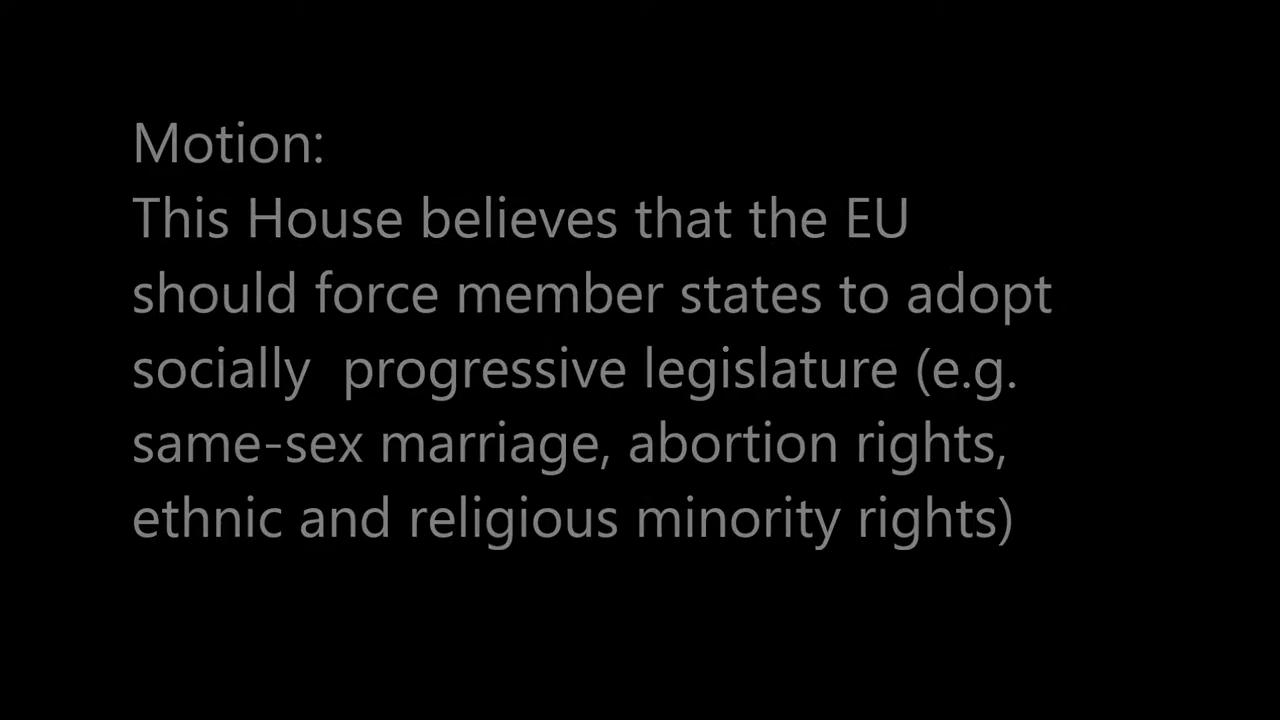 Motion:
This House believes that the EU
should force member states to adopt
socially  progressive legislature (e.g.
same-sex marriage, abortion rights,
ethnic and religious minority rights)